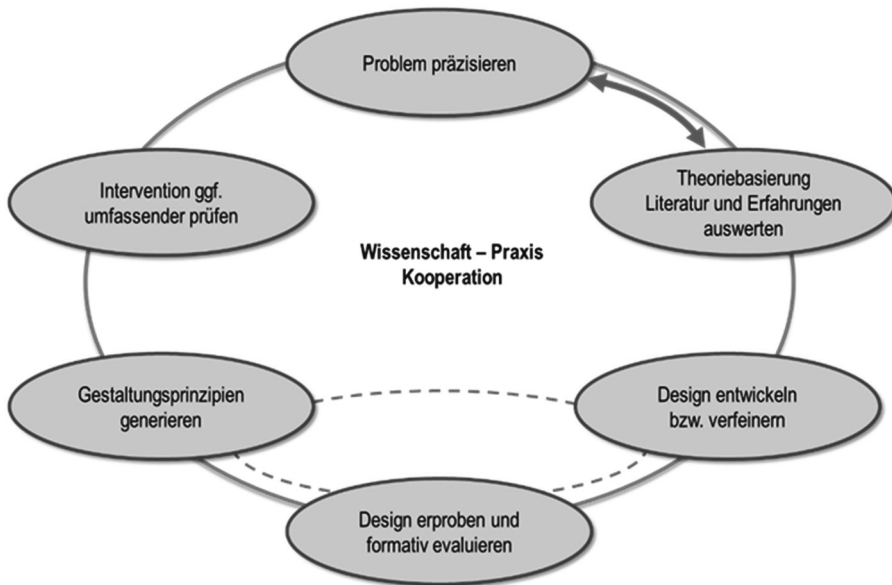 Problem präzisieren
Theoriebasierung
Literatur und Erfahrungen
auswerten
Intervention ggf.
umfassender prüfen
Wissenschaft – Praxis
Kooperation
Gestaltungsprinzipien
generieren
Design entwickeln
bzw. verfeinern
Design erproben und
formativ evaluieren